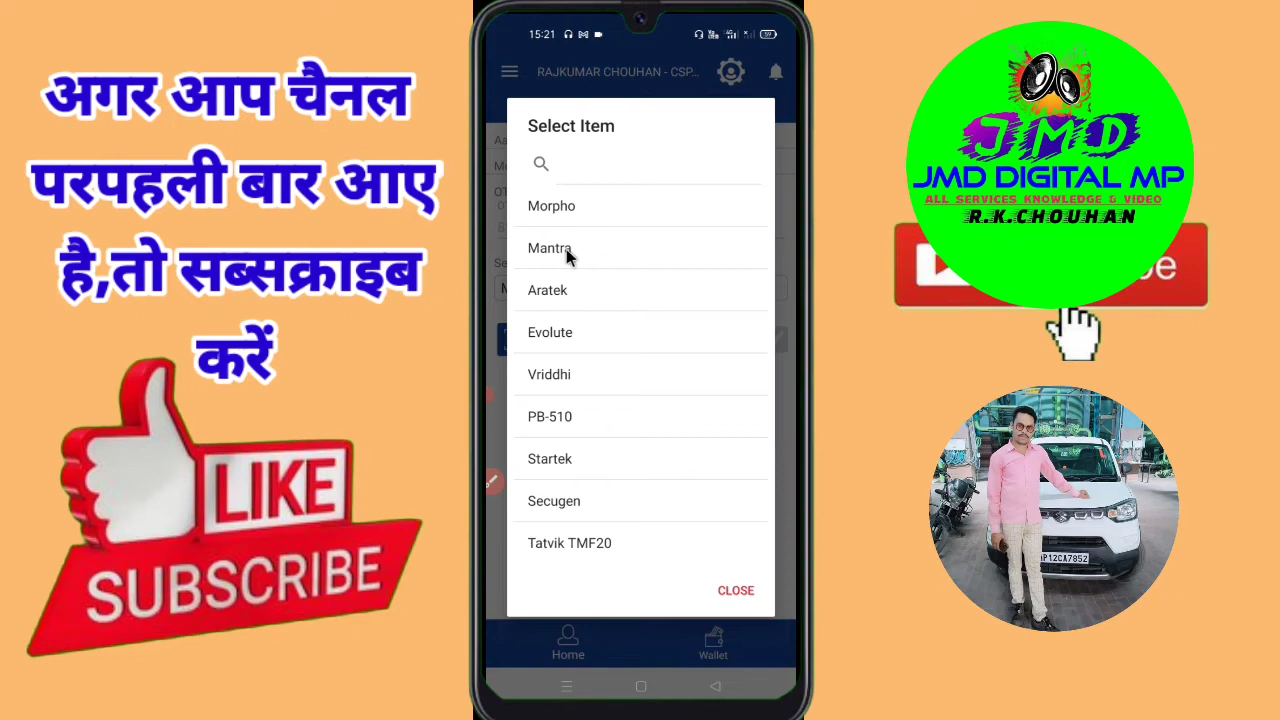 अगर आप चैनल
परपहली बार आए
है,तो सब्सक्राइब
करें
LIKE
SUBSCRIBE
15:21
59
RAJKUMAR CHOUHAN - CSP...
Select Item
Morpho
Mantra
Aratek
Evolute
Vriddhi
PB-510
Startek
Secugen
Tatvik TMF20
CLOSE
Home
Wallet
JMD
JMD DIGITAL MP
ALL SERVICES KNOWLEDGE & VIDEO
R.K.CHOUHAN